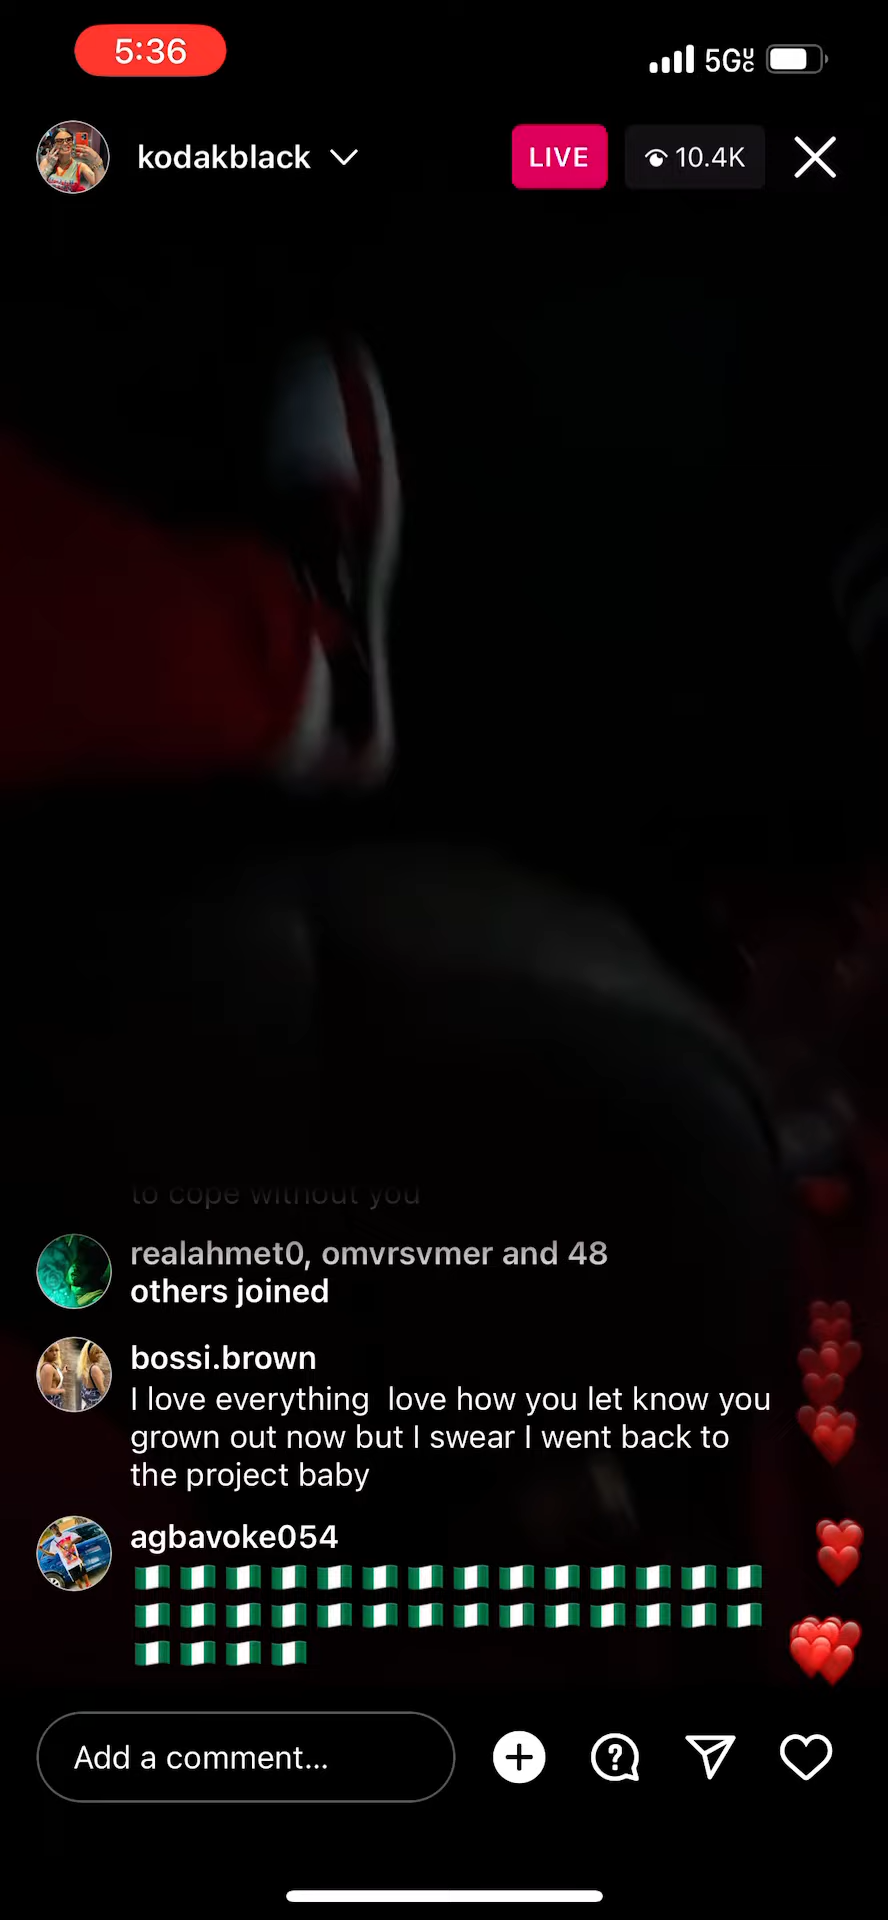 5:36
5GUC
kodakblack
LIVE
10.4K
to cope without you
realahmet0, omvrsvmer and 48
others joined
bossi.brown
I love everything  love how you let know you
grown out now but I swear I went back to
the project baby
agbavoke054
🇳🇬🇳🇬🇳🇬🇳🇬🇳🇬🇳🇬🇳🇬🇳🇬🇳🇬🇳🇬🇳🇬🇳🇬🇳🇬🇳🇬
🇳🇬🇳🇬🇳🇬🇳🇬🇳🇬🇳🇬🇳🇬🇳🇬🇳🇬🇳🇬🇳🇬🇳🇬🇳🇬🇳🇬
🇳🇬🇳🇬🇳🇬🇳🇬
Add a comment...